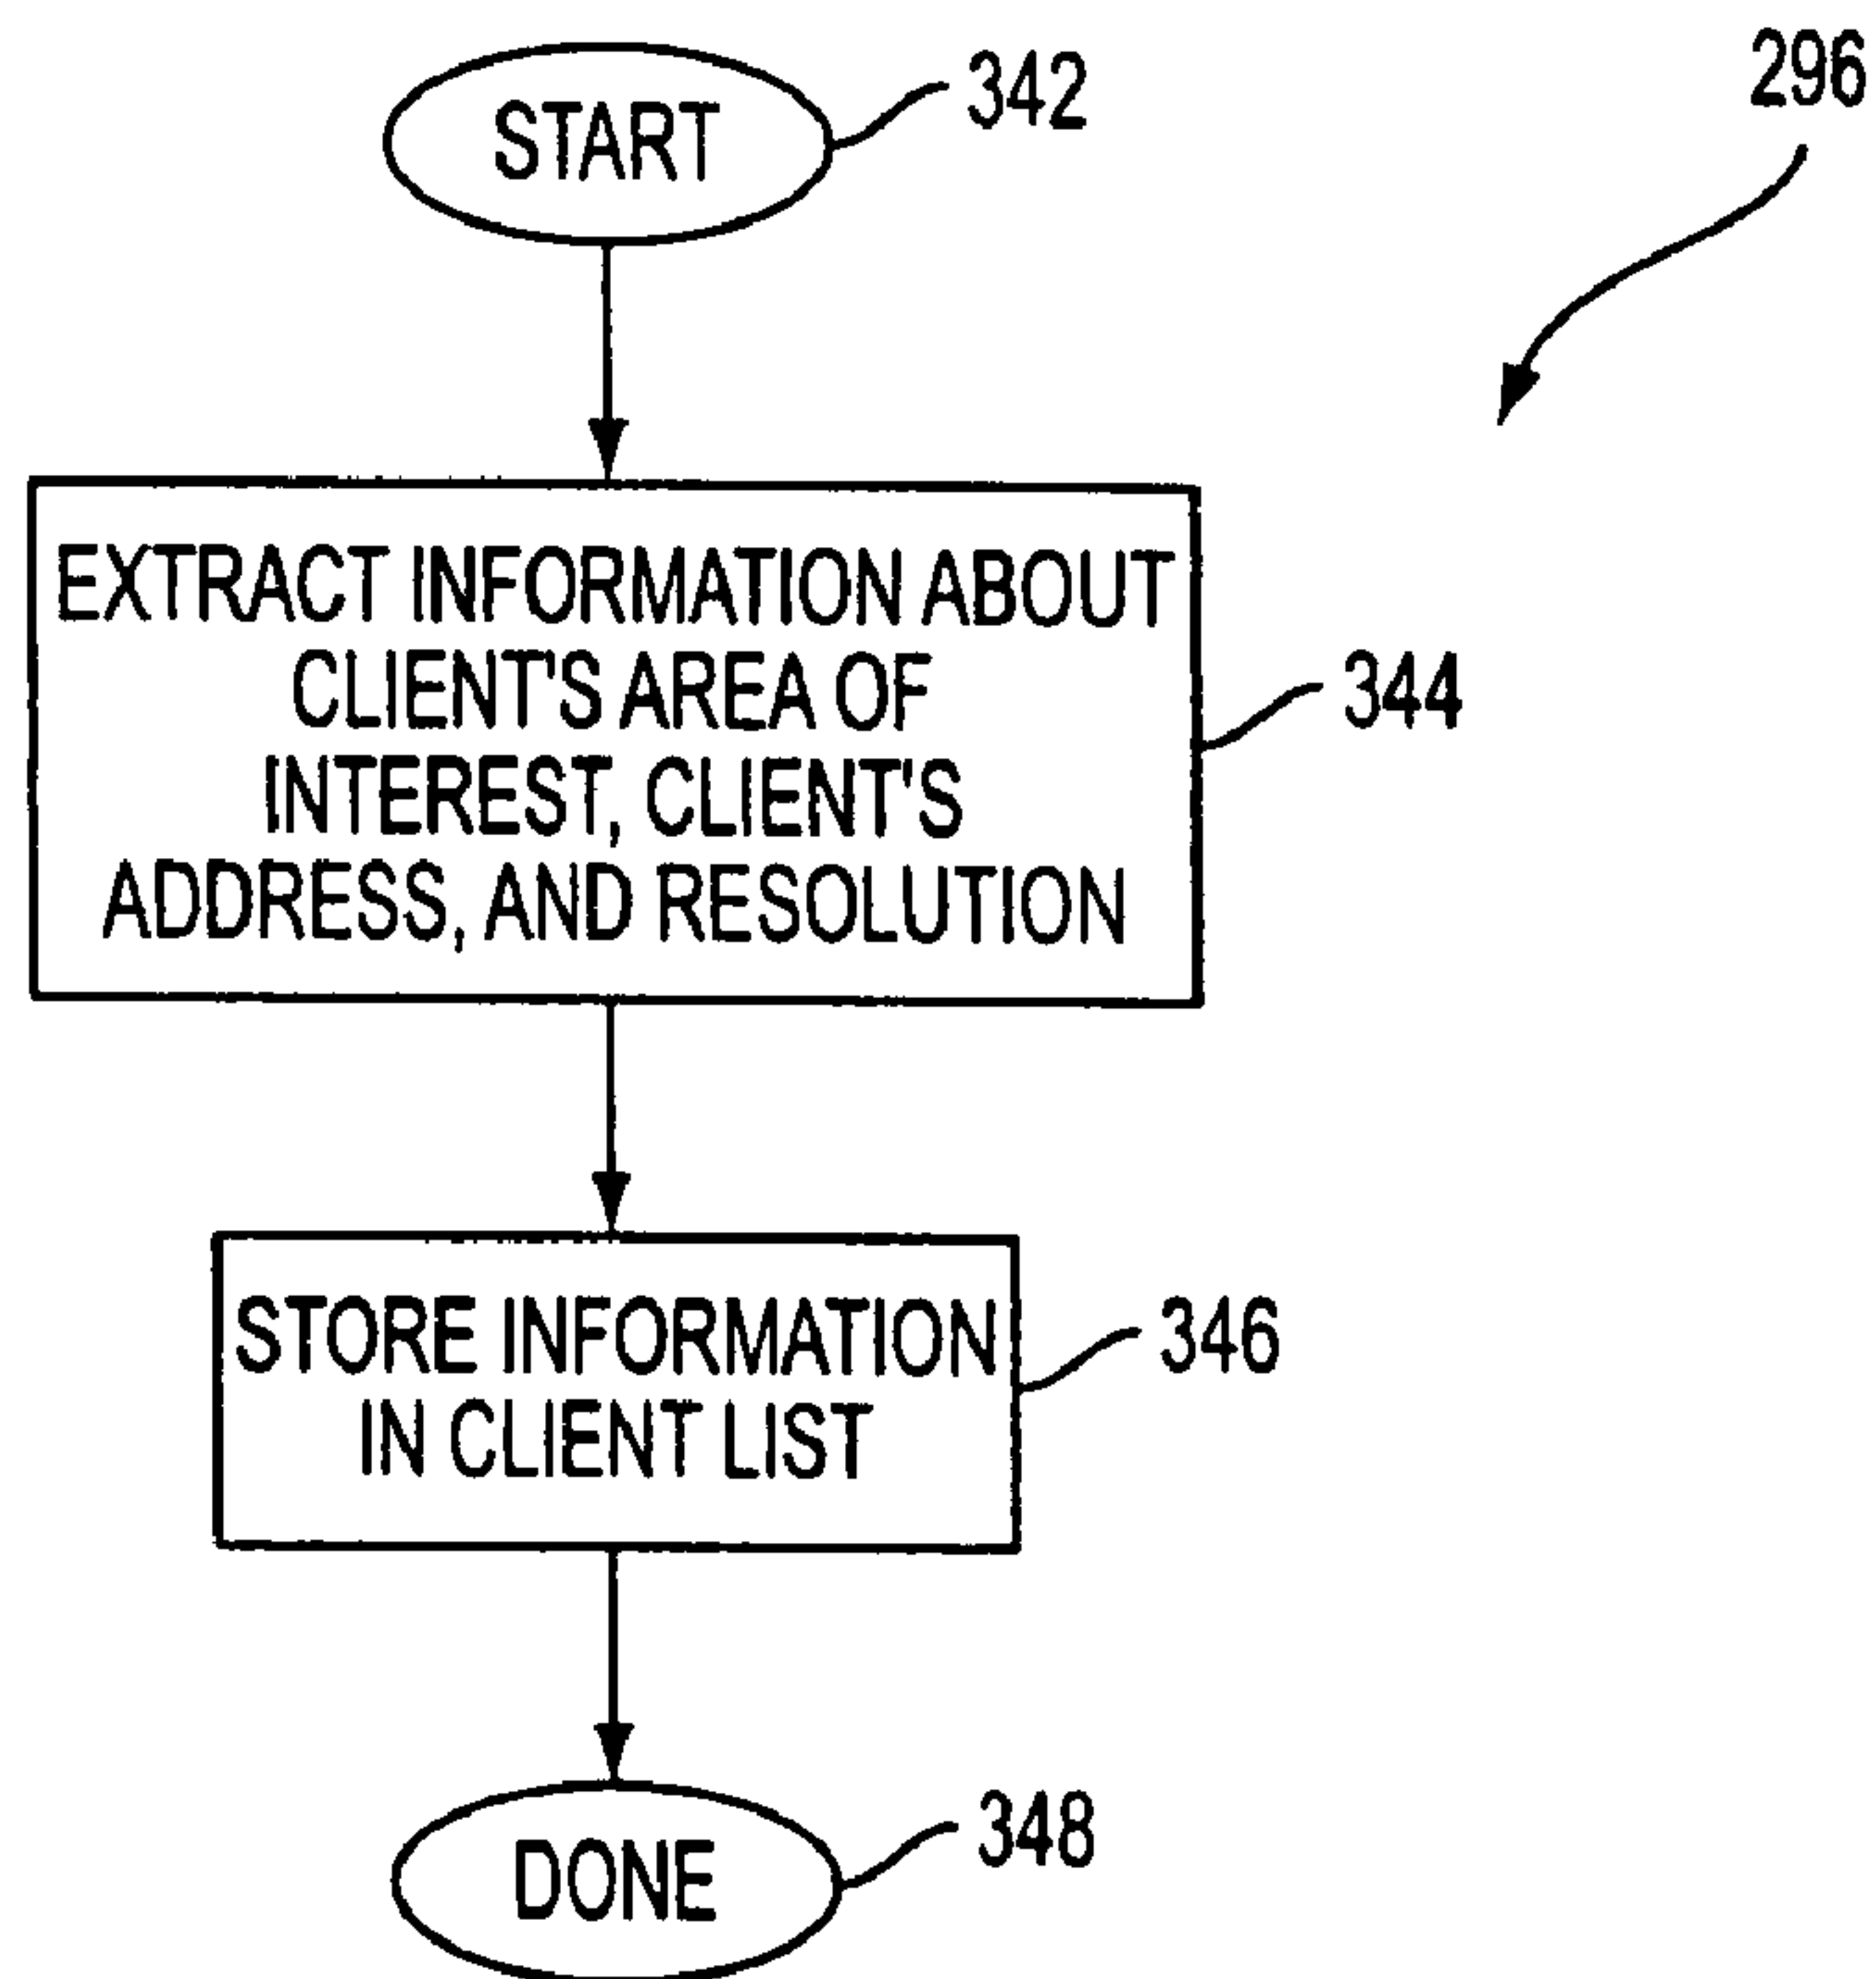 START
342
296
EXTRACT INFORMATION ABOUT
CLIENT'S AREA OF
INTEREST, CLIENT'S
ADDRESS, AND RESOLUTION
344
STORE INFORMATION
IN CLIENT LIST
346
DONE
348